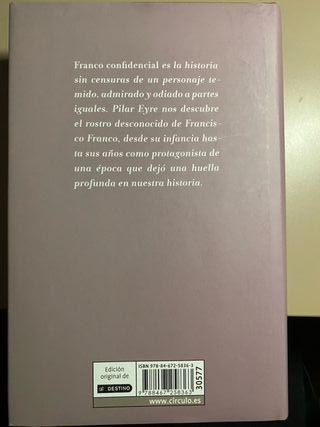 Franco confidencial es la historia
sin censuras de un personaje te-
mido, admirado y odiado a partes
iguales. Pilar Eyre nos descubre
el rostro desconocido de Francis-
co Franco, desde su infancia has-
ta sus años como protagonista de
una época que dejó una huella
profunda en nuestra historia.
Edición
original de
DESTINO
ISBN 978-84-672-5836-3
9788467258363
30577
www.circulo.es